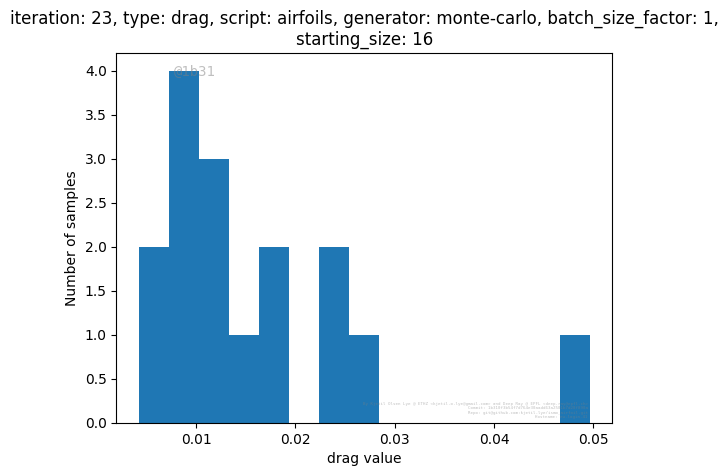 iteration: 23, type: drag, script: airfoils, generator: monte-carlo, batch_size_factor: 1,
starting_size: 16
@1b31
4.0
3.5
3.0
2.5
2.0
1.5
1.0
0.5
0.0
Number of samples
0.01
0.02
0.03
0.04
0.05
drag value